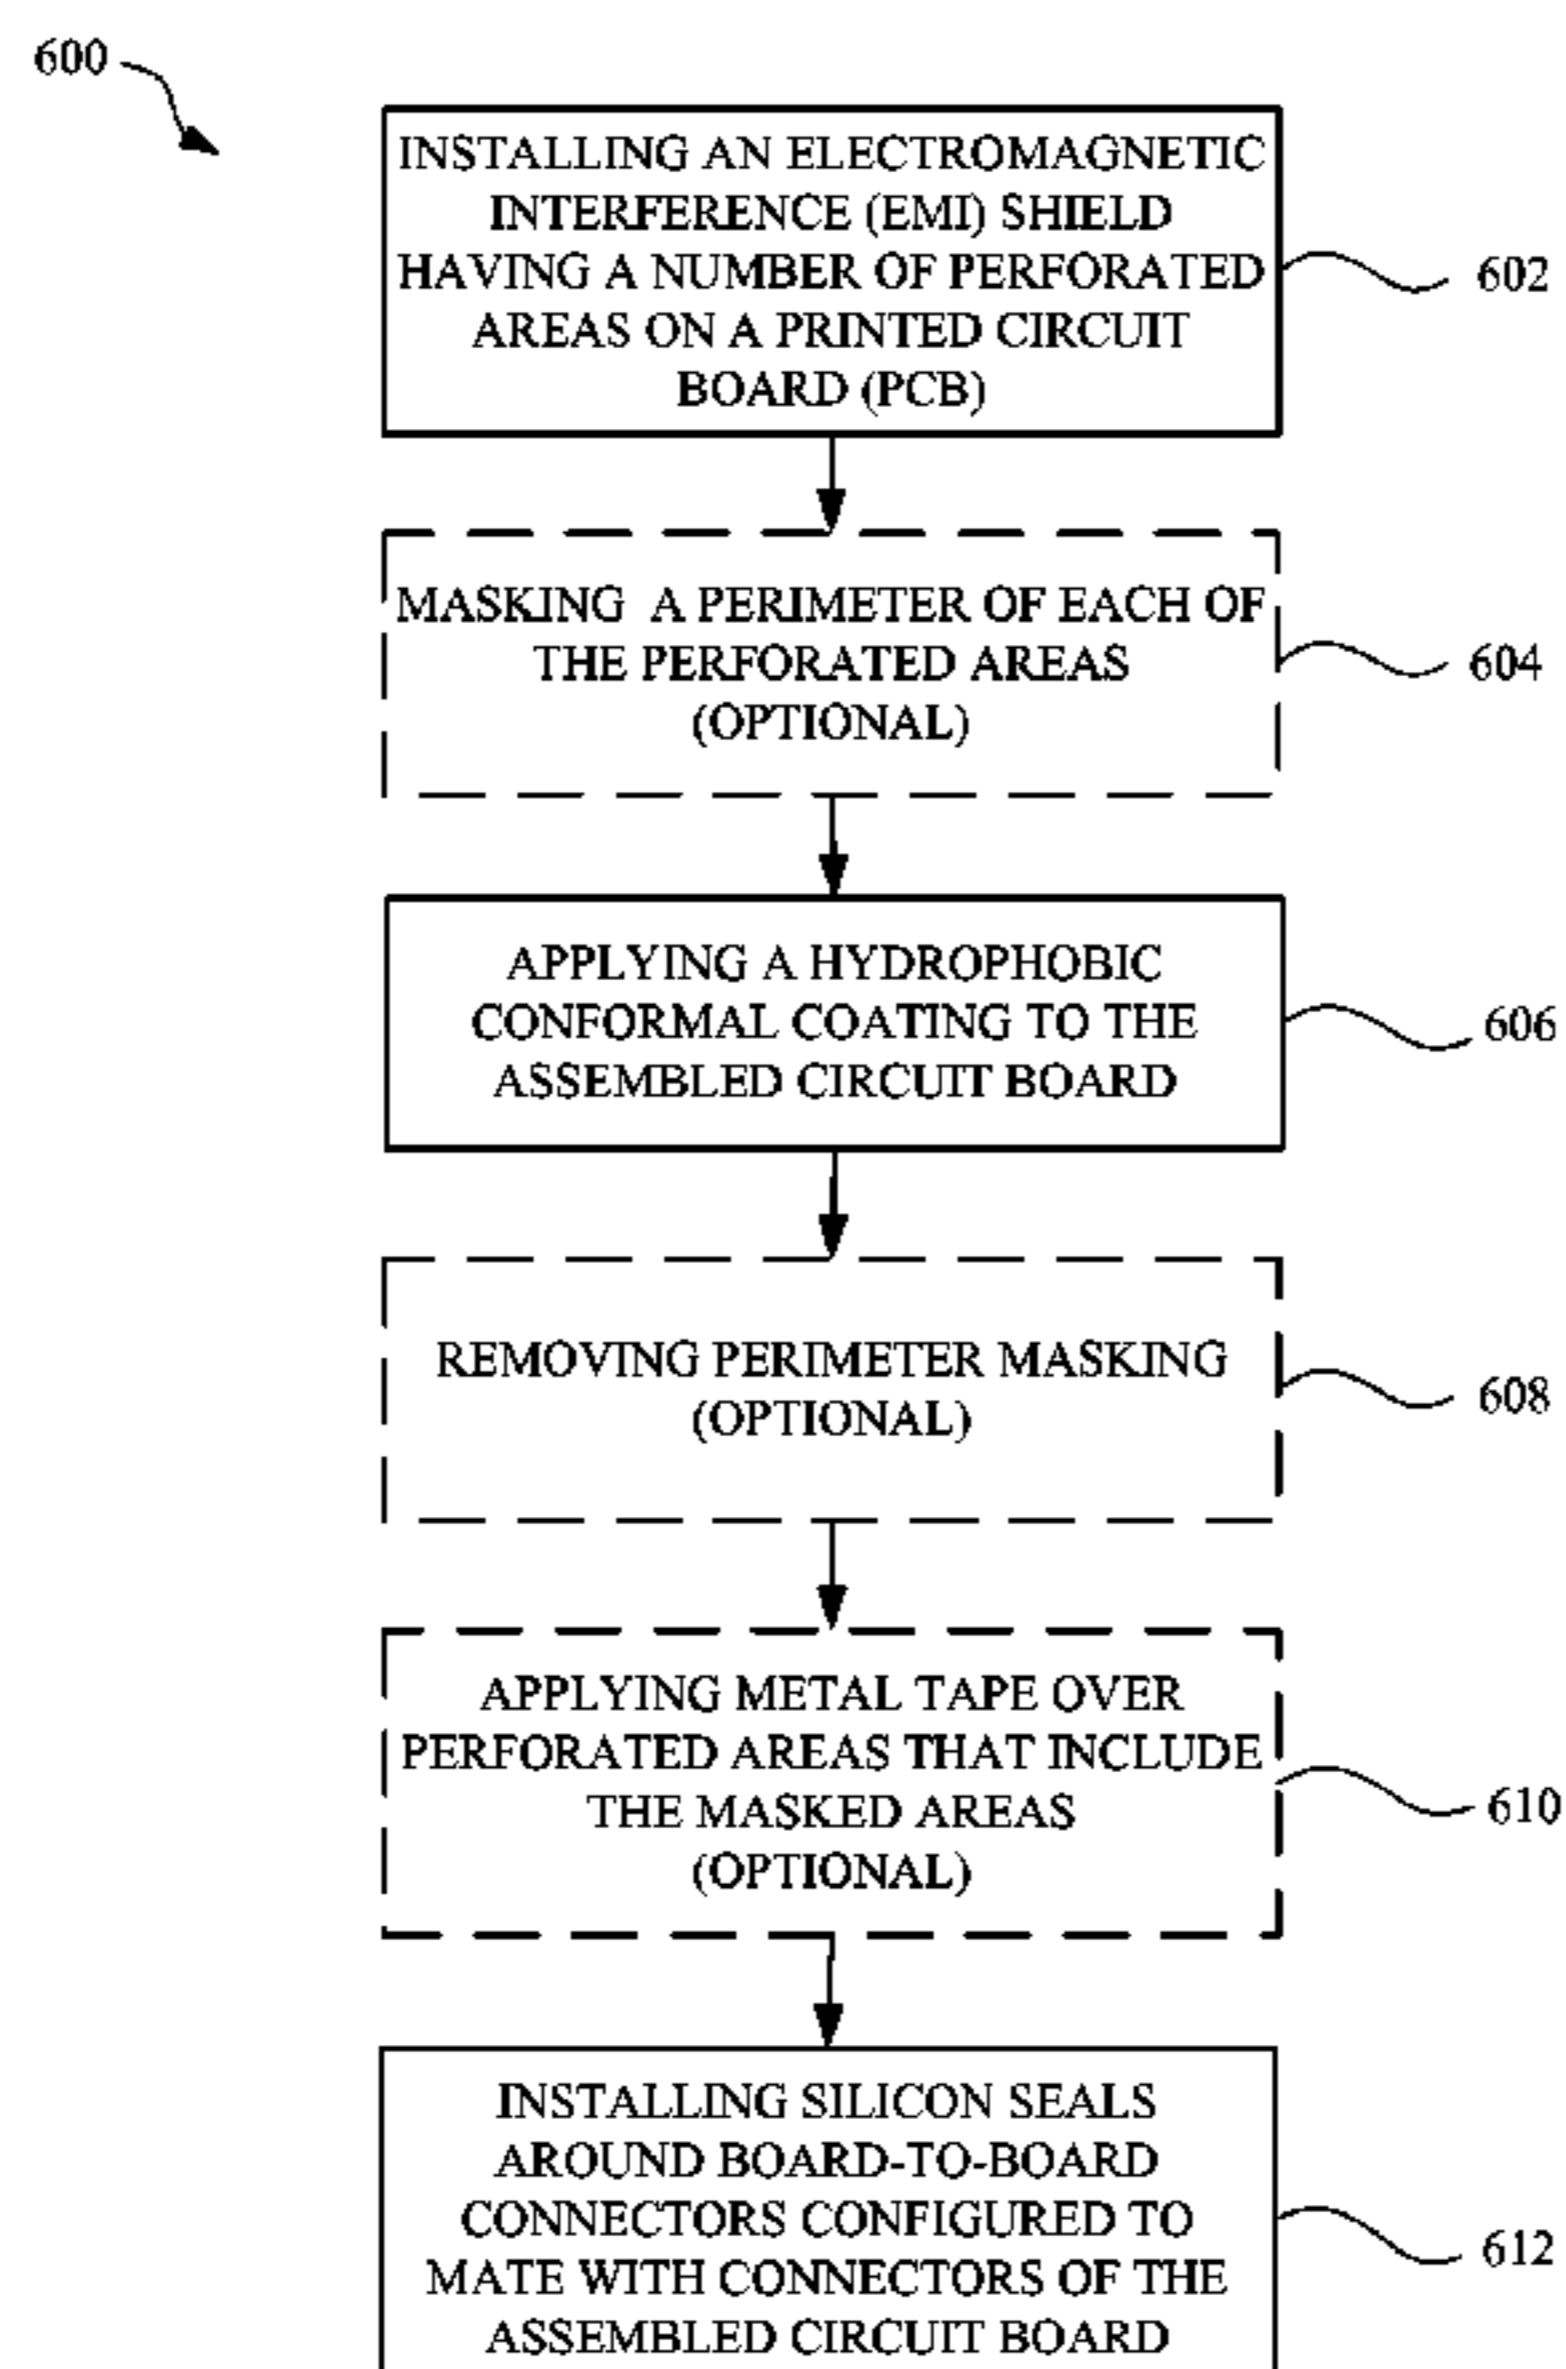 600
INSTALLING AN ELECTROMAGNETIC
INTERFERENCE (EMI) SHIELD
HAVING A NUMBER OF PERFORATED
AREAS ON A PRINTED CIRCUIT
BOARD (PCB)
602
MASKING A PERIMETER OF EACH OF
THE PERFORATED AREAS
(OPTIONAL)
604
APPLYING A HYDROPHOBIC
CONFORMAL COATING TO THE
ASSEMBLED CIRCUIT BOARD
606
REMOVING PERIMETER MASKING
(OPTIONAL)
608
APPLYING METAL TAPE OVER
PERFORATED AREAS THAT INCLUDE
THE MASKED AREAS
(OPTIONAL)
610
INSTALLING SILICON SEALS
AROUND BOARD-TO-BOARD
CONNECTORS CONFIGURED TO
MATE WITH CONNECTORS OF THE
ASSEMBLED CIRCUIT BOARD
612